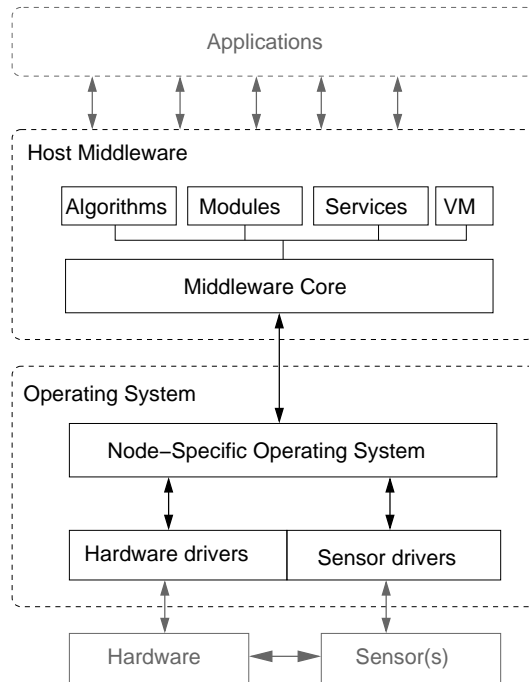 Applications
Host Middleware
Algorithms Modules Services VM
Middleware Core
Operating System
Node−Specific Operating System
Hardware drivers Sensor drivers
Hardware Sensor(s)